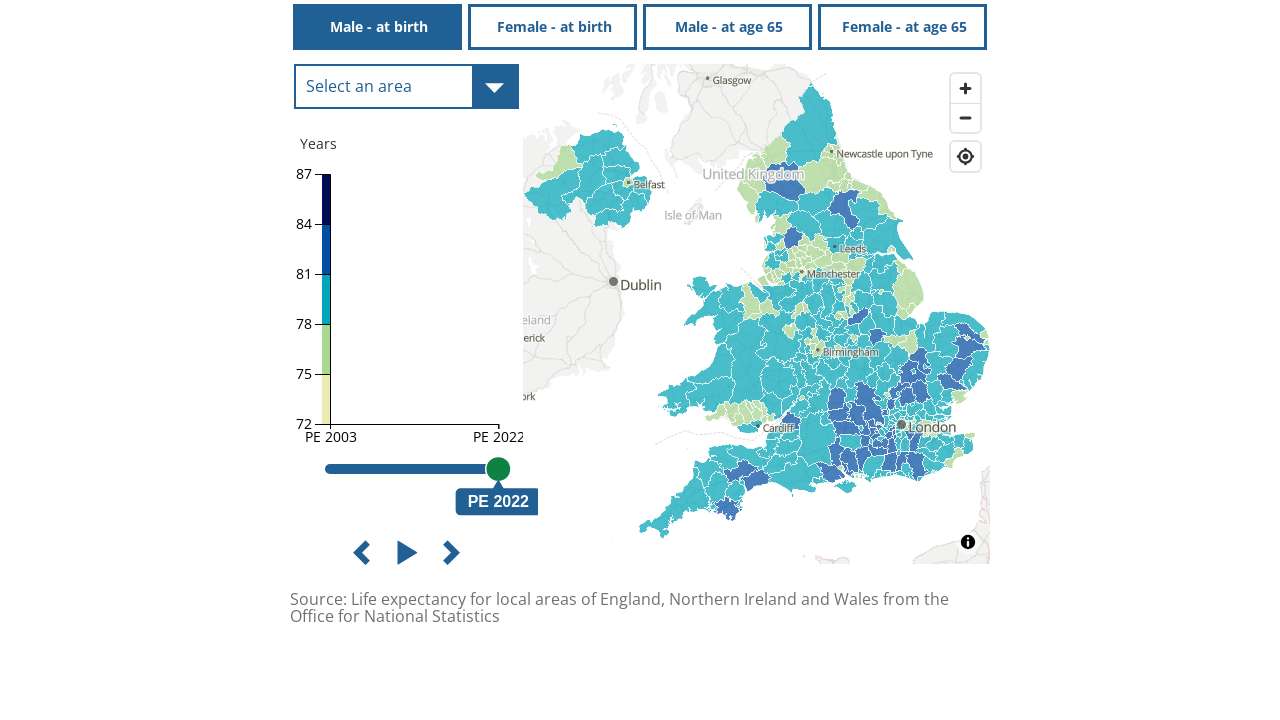 Male - at birth
Female - at birth
Male - at age 65
Female - at age 65
Select an area
Years
87
84
81
78
75
72
PE 2003
PE 2022
PE 2022
Glasgow
Newcastle upon Tyne
United Kingdom
Belfast
Isle of Man
Leeds
Manchester
Dublin
eland
erick
Birmingham
ork
Cardiff
London
Source: Life expectancy for local areas of England, Northern Ireland and Wales from the
Office for National Statistics